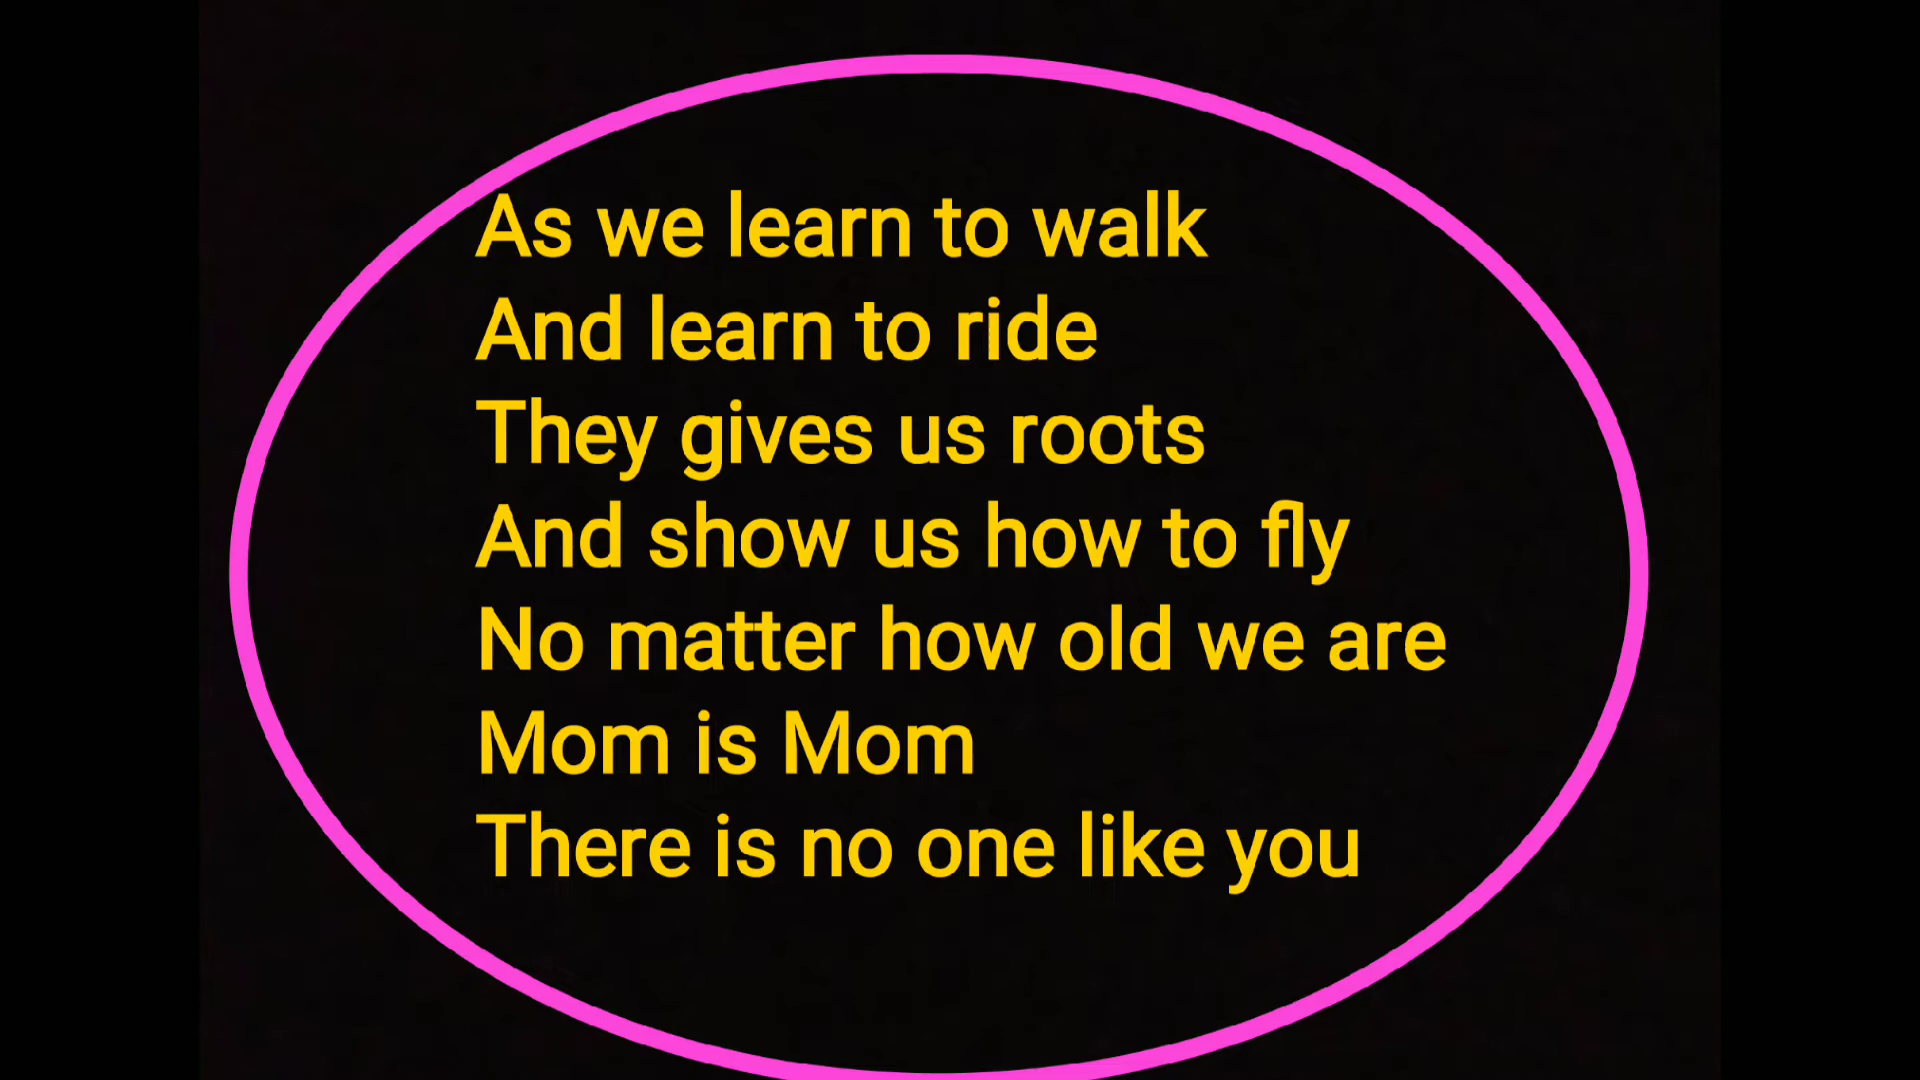 As we learn to walk
And learn to ride
They gives us roots
And show us how to fly
No matter how old we are
Mom is Mom
There is no one like you